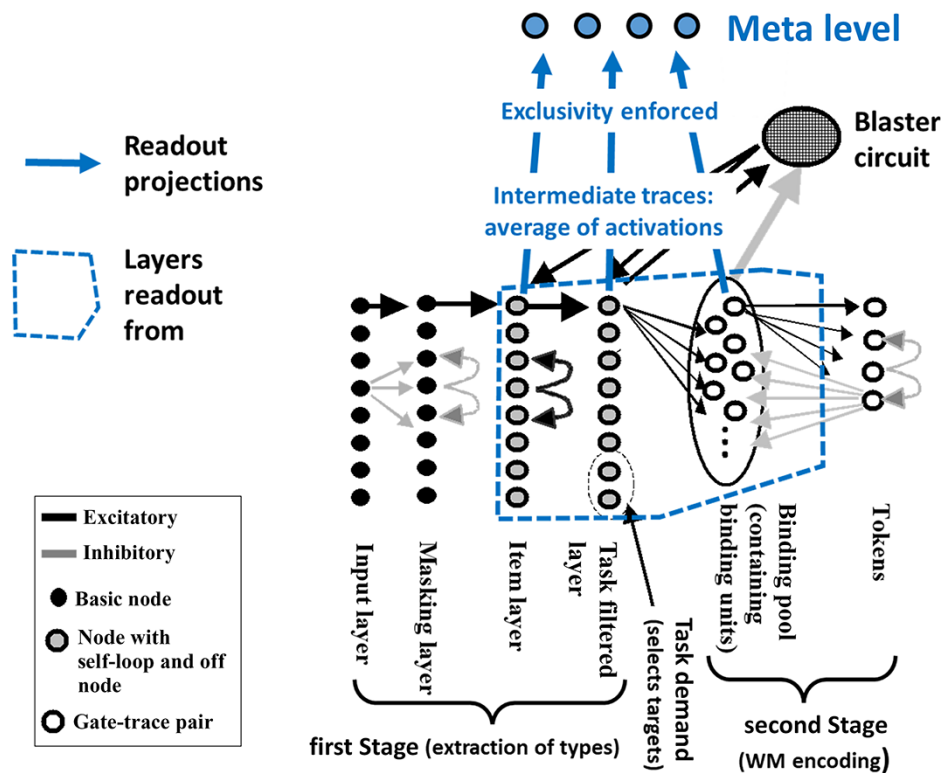 Meta level
Exclusivity enforced
Blaster
circuit
Readout
projections
Intermediate traces:
average of activations
Layers
readout
from
Excitatory
Inhibitory
Basic node
Node with
self-loop and off
node
Gate-trace pair
Input layer
Masking layer
Item layer
Task filtered
layer
Task demand
(selects targets)
Binding pool
(containing
binding units)
Tokens
first Stage (extraction of types)
second Stage
(WM encoding)